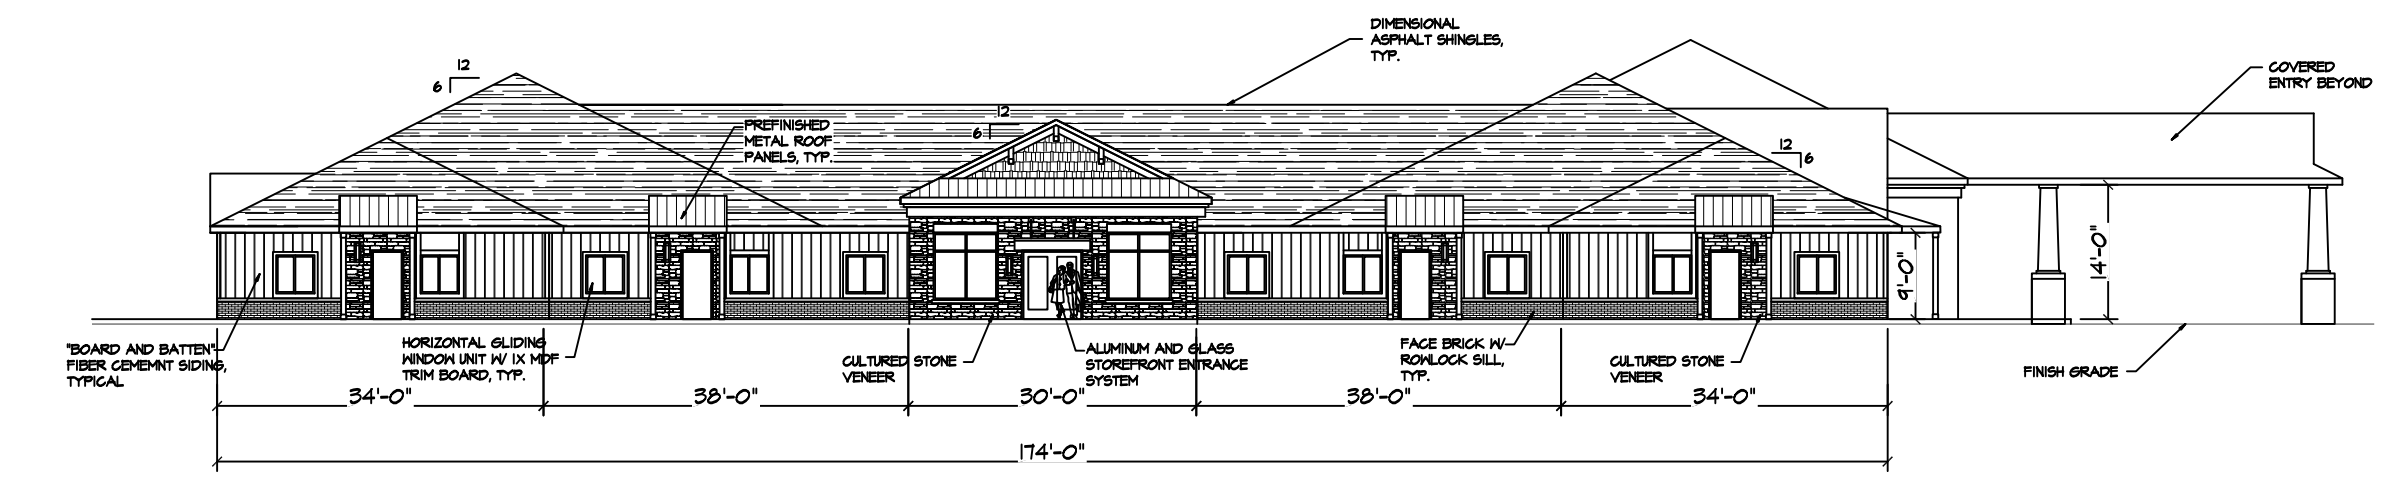 DIMENSIONAL
ASPHALT SHINGLES,
TYP.
12
6
COVERED
ENTRY BEYOND
12
6
PREFINISHED
METAL ROOF
PANELS, TYP.
12
6
14'-0"
9'-0"
"BOARD AND BATTEN"
FIBER CEMEMNT SIDING,
TYPICAL
HORIZONTAL GLIDING
WINDOW UNIT W/ 1X MDF
TRIM BOARD, TYP.
CULTURED STONE
VENEER
ALUMINUM AND GLASS
STOREFRONT ENTRANCE
SYSTEM
FACE BRICK W/
ROWLOCK SILL,
TYP.
CULTURED STONE
VENEER
FINISH GRADE
34'-0"
38'-0"
30'-0"
38'-0"
34'-0"
174'-0"